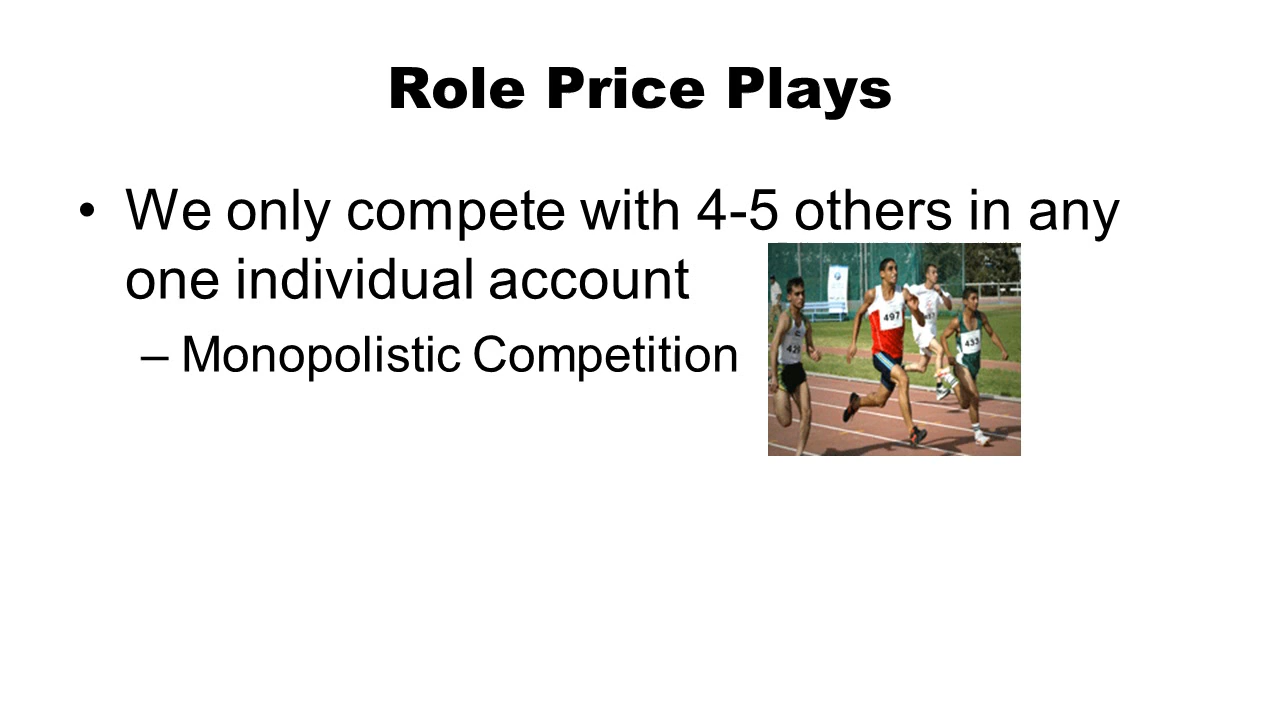 Role Price Plays
• We only compete with 4-5 others in any
one individual account
– Monopolistic Competition
497
433